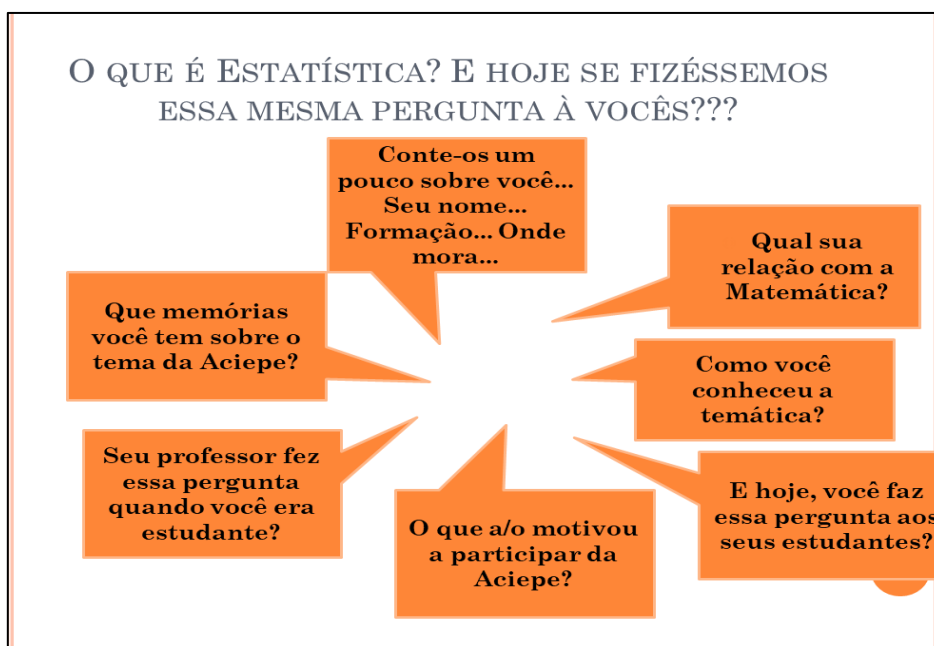 O QUE É ESTATÍSTICA? E HOJE SE FIZÉSSEMOS
ESSA MESMA PERGUNTA À VOCÊS???
Conte-os um
pouco sobre você...
Seu nome...
Formação... Onde
mora...
Qual sua
relação com a
Matemática?
Que memórias
você tem sobre o
tema da Aciepe?
Como você
conheceu a
temática?
Seu professor fez
essa pergunta
quando você era
estudante?
O que a/o motivou
a participar da
Aciepe?
E hoje, você faz
essa pergunta aos
seus estudantes?